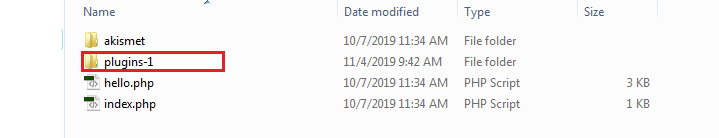 Name Date modified Type Size
akismet 10/7/2019 11:34 AM File folder
plugins-1 11/4/2019 9:42 AM File folder
hello.php 10/7/2019 11:34 AM PHP Script 3 KB
index.php 10/7/2019 11:34 AM PHP Script 1 KB